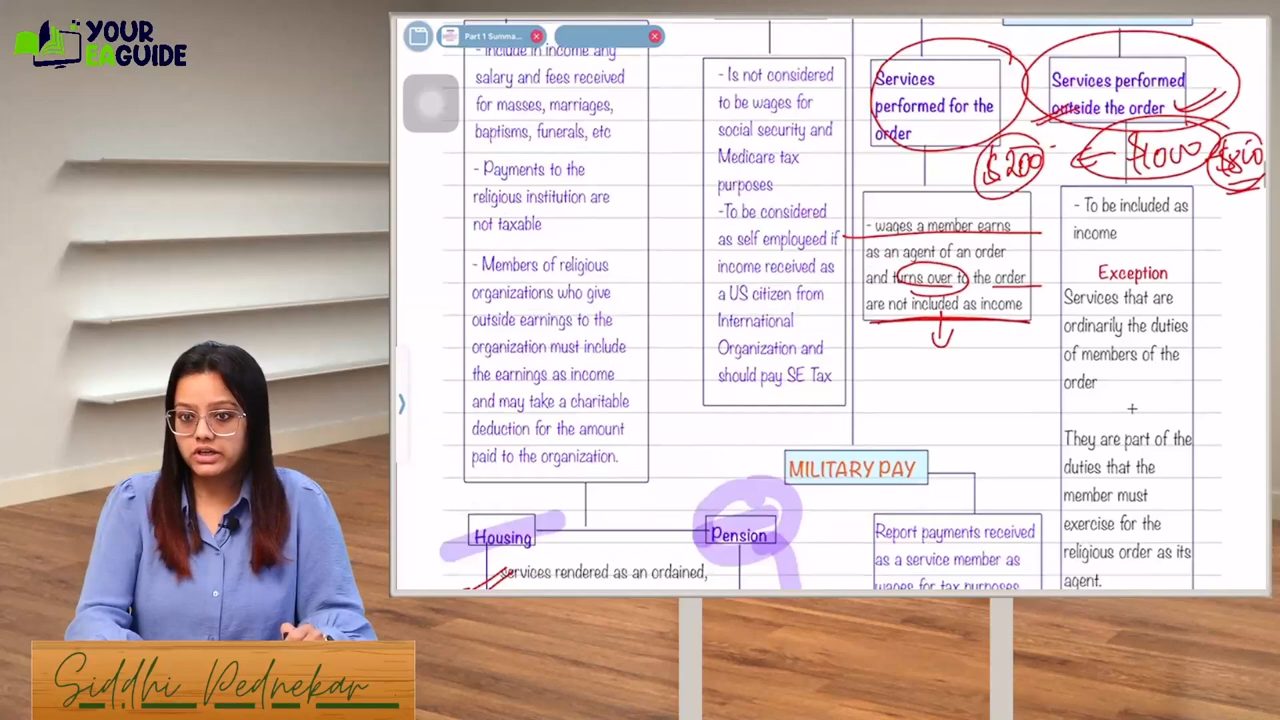 YOUR
EAGUIDE
Part 1 Summa...
- Include in income any
salary and fees received
for masses, marriages,
baptisms, funerals, etc
- Payments to the
religious institution are
not taxable
- Members of religious
organizations who give
outside earnings to the
organization must include
the earnings as income
and may take a charitable
deduction for the amount
paid to the organization.
- Is not considered
to be wages for
social security and
Medicare tax
purposes
-To be considered
as self employeed if
income received as
a US citizen from
International
Organization and
should pay SE Tax
Services
performed for the
order
$200
- wages a member earns
as an agent of an order
and turns over to the order
are not included as income
Services performed
outside the order
$1000
$800
- To be included as
income
Exception
Services that are
ordinarily the duties
of members of the
order
+
They are part of the
duties that the
member must
exercise for the
religious order as its
agent.
MILITARY PAY
Housing
Pension
Services rendered as an ordained,
Report payments received
as a service member as
wages for tax purposes
Siddhi Pednekar